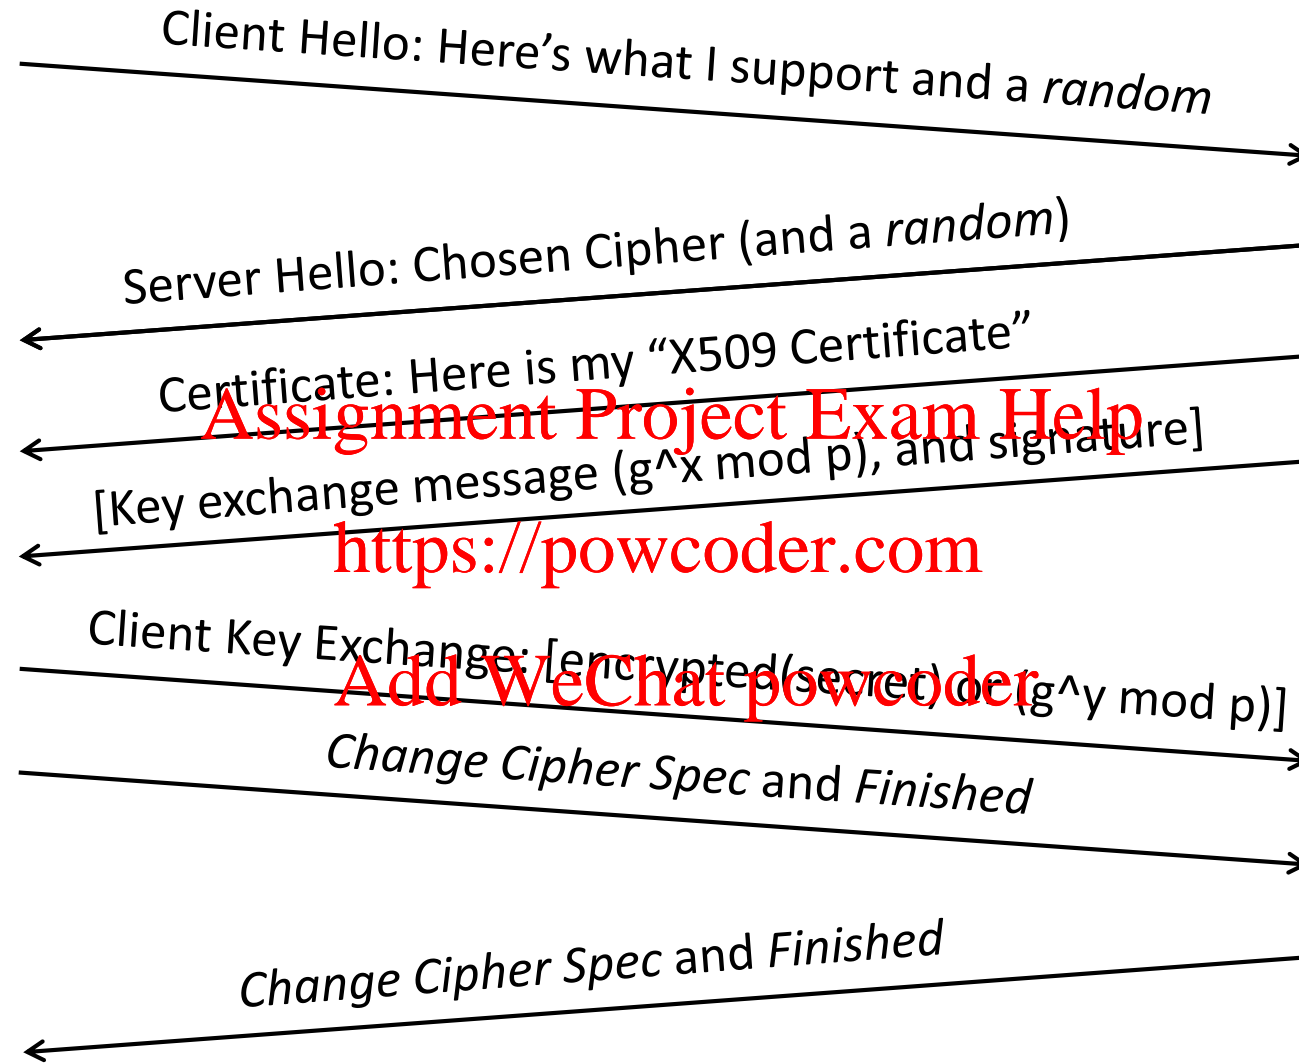 Client Hello: Here’s what I support and a random
Server Hello: Chosen Cipher (and a random)
Certificate: Here is my “X509 Certificate”
Assignment Project Exam Help
[Key exchange message (g^x mod p), and signature]
https://powcoder.com
Client Key Exchange: [encrypted(secret) or (g^y mod p)]
Add WeChat powcoder
Change Cipher Spec and Finished
Change Cipher Spec and Finished